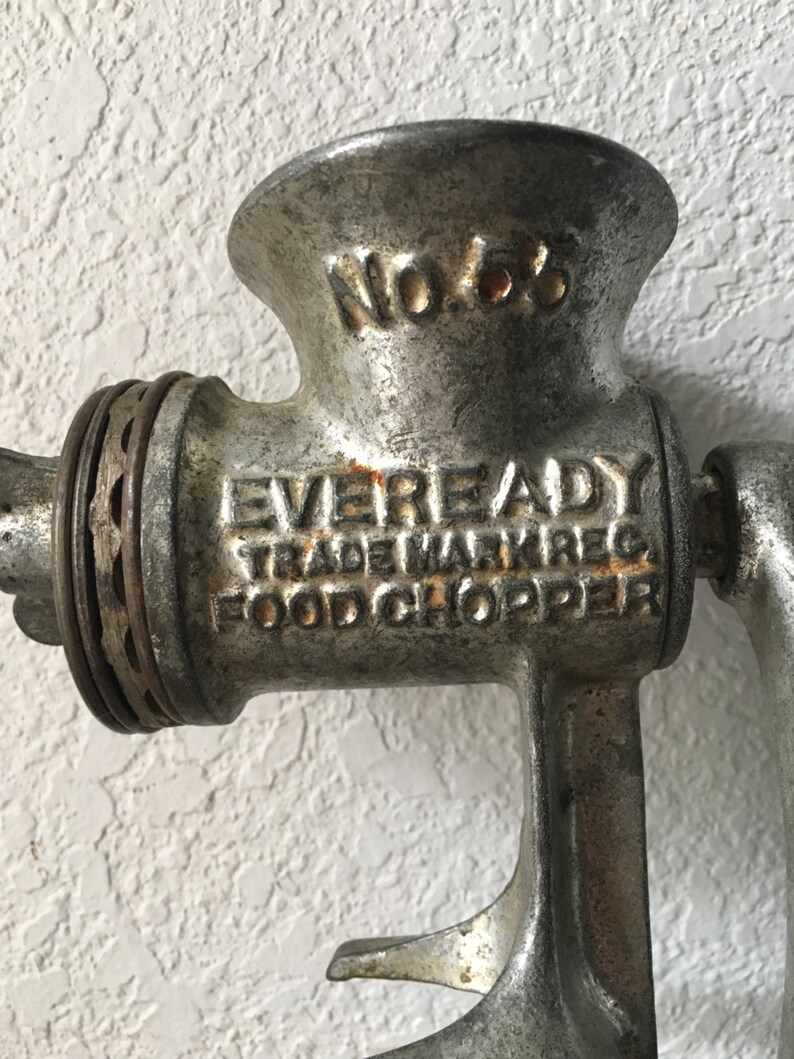 No. 55
EVEREADY
TRADE MARK REG.
FOOD CHOPPER